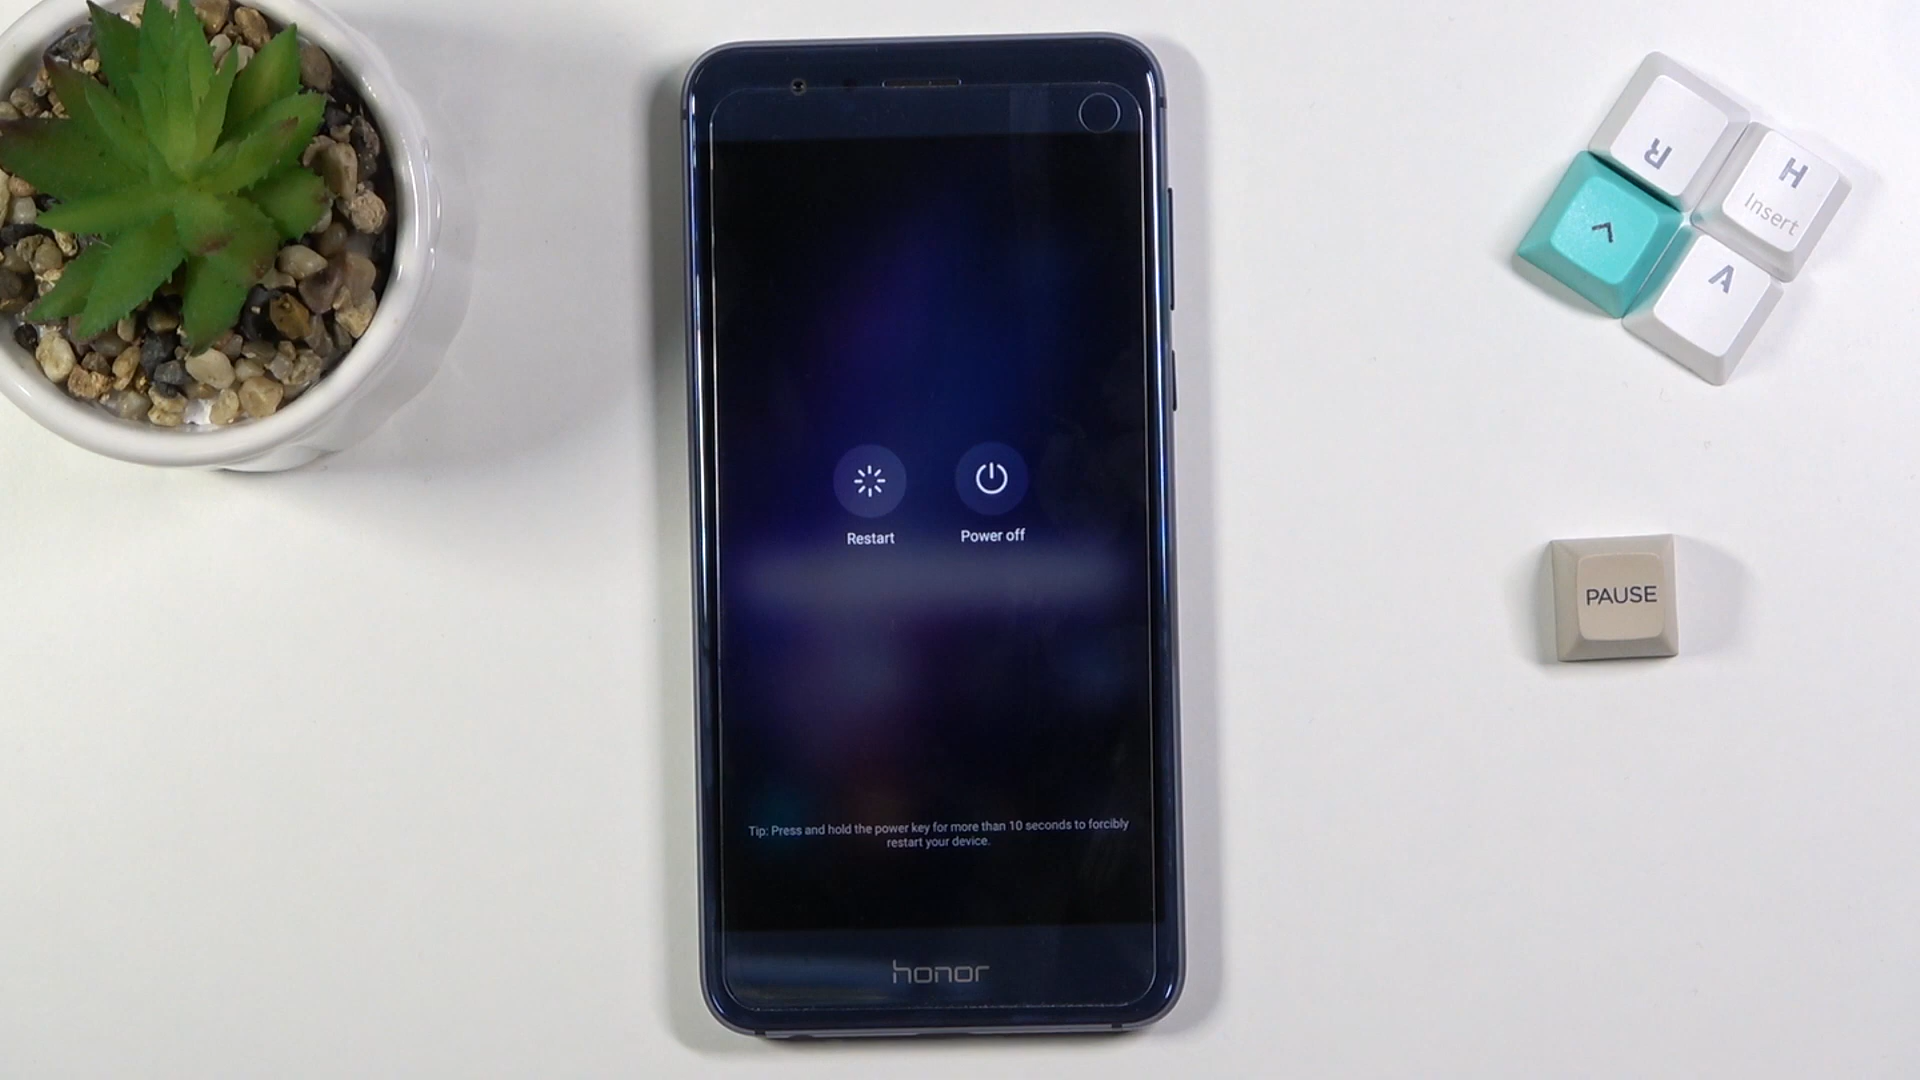 Restart
Power off
Tip: Press and hold the power key for more than 10 seconds to forcibly
restart your device.
honor
R
H
Insert
V
PAUSE